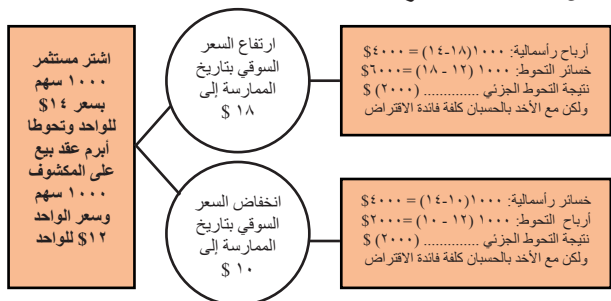 اشتر مستثمر
١٠٠٠ سهم
بسعر ١٤$
للواحد وتحوطا
أبرم عقد بيع
على المكشوف
١٠٠٠ سهم
وسعر الواحد
١٢$ للواحد
ارتفاع السعر
السوقي بتاريخ
الممارسة إلى
١٨ $
أرباح رأسمالية: ١٠٠٠(١٨-١٤) = ٤٠٠٠$
خسائر التحوط: ١٠٠٠ (١٢ - ١٨) =٦٠٠٠$
نتيجة التحوط الجزئي ............. (٢٠٠٠) $
ولكن مع الأخد بالحسبان كلفة فائدة الاقتراض
انخفاض السعر
السوقي بتاريخ
الممارسة إلى
١٠ $
خسائر رأسمالية: ١٠٠٠(١٠-١٤) = ٤٠٠٠$
أرباح التحوط: ١٠٠٠ (١٢ - ١٠) =٢٠٠٠$
نتيجة التحوط الجزئي ............. (٢٠٠٠) $
ولكن مع الأخد بالحسبان كلفة فائدة الاقتراض